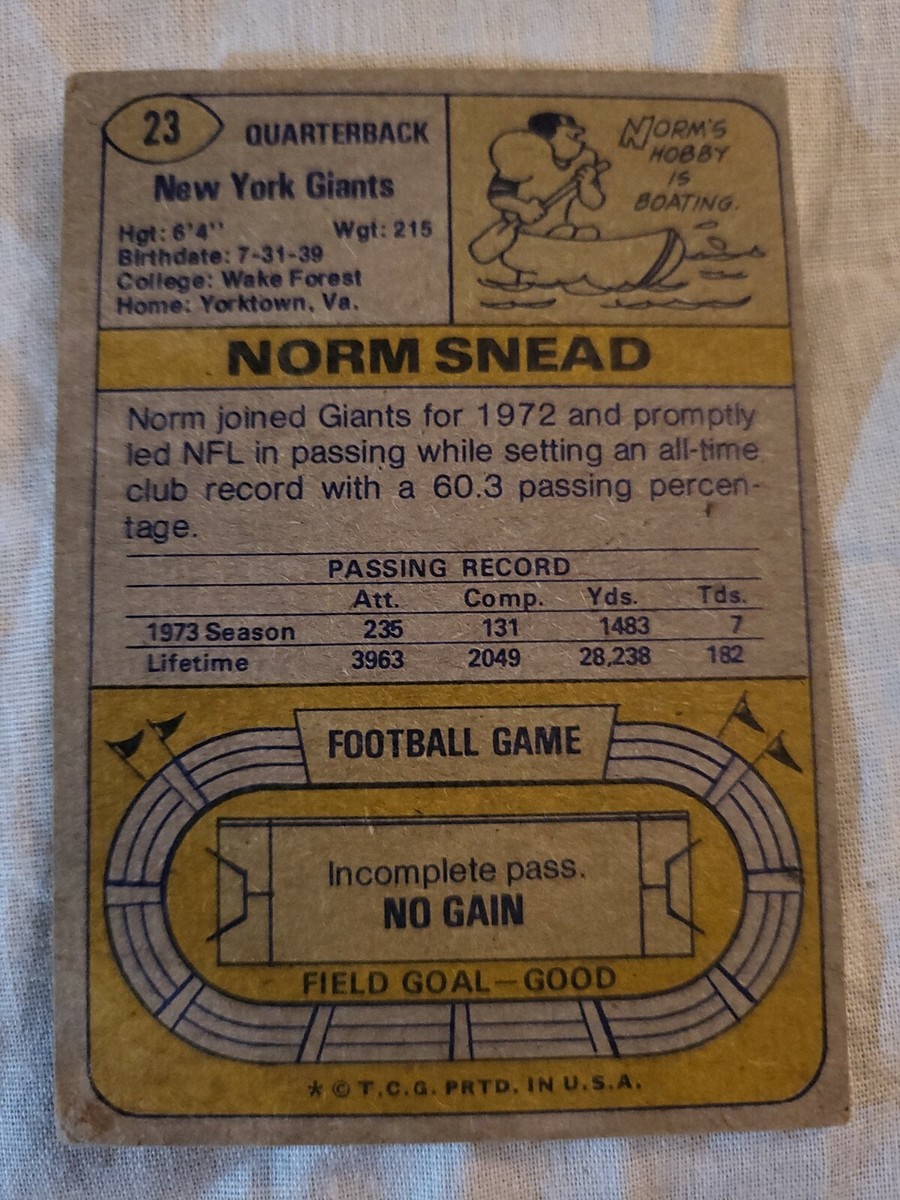 23
QUARTERBACK
New York Giants
Hgt: 6'4'' Wgt: 215
Birthdate: 7-31-39
College: Wake Forest
Home: Yorktown, Va.
NORM'S
HOBBY
IS
BOATING.
NORM SNEAD
Norm joined Giants for 1972 and promptly
led NFL in passing while setting an all-time
club record with a 60.3 passing percen-
tage.
PASSING RECORD
Att. Comp. Yds. Tds.
1973 Season 235 131 1483 7
Lifetime 3963 2049 28,238 182
FOOTBALL GAME
Incomplete pass.
NO GAIN
FIELD GOAL—GOOD
* © T.C.G. PRTD. IN U.S.A.